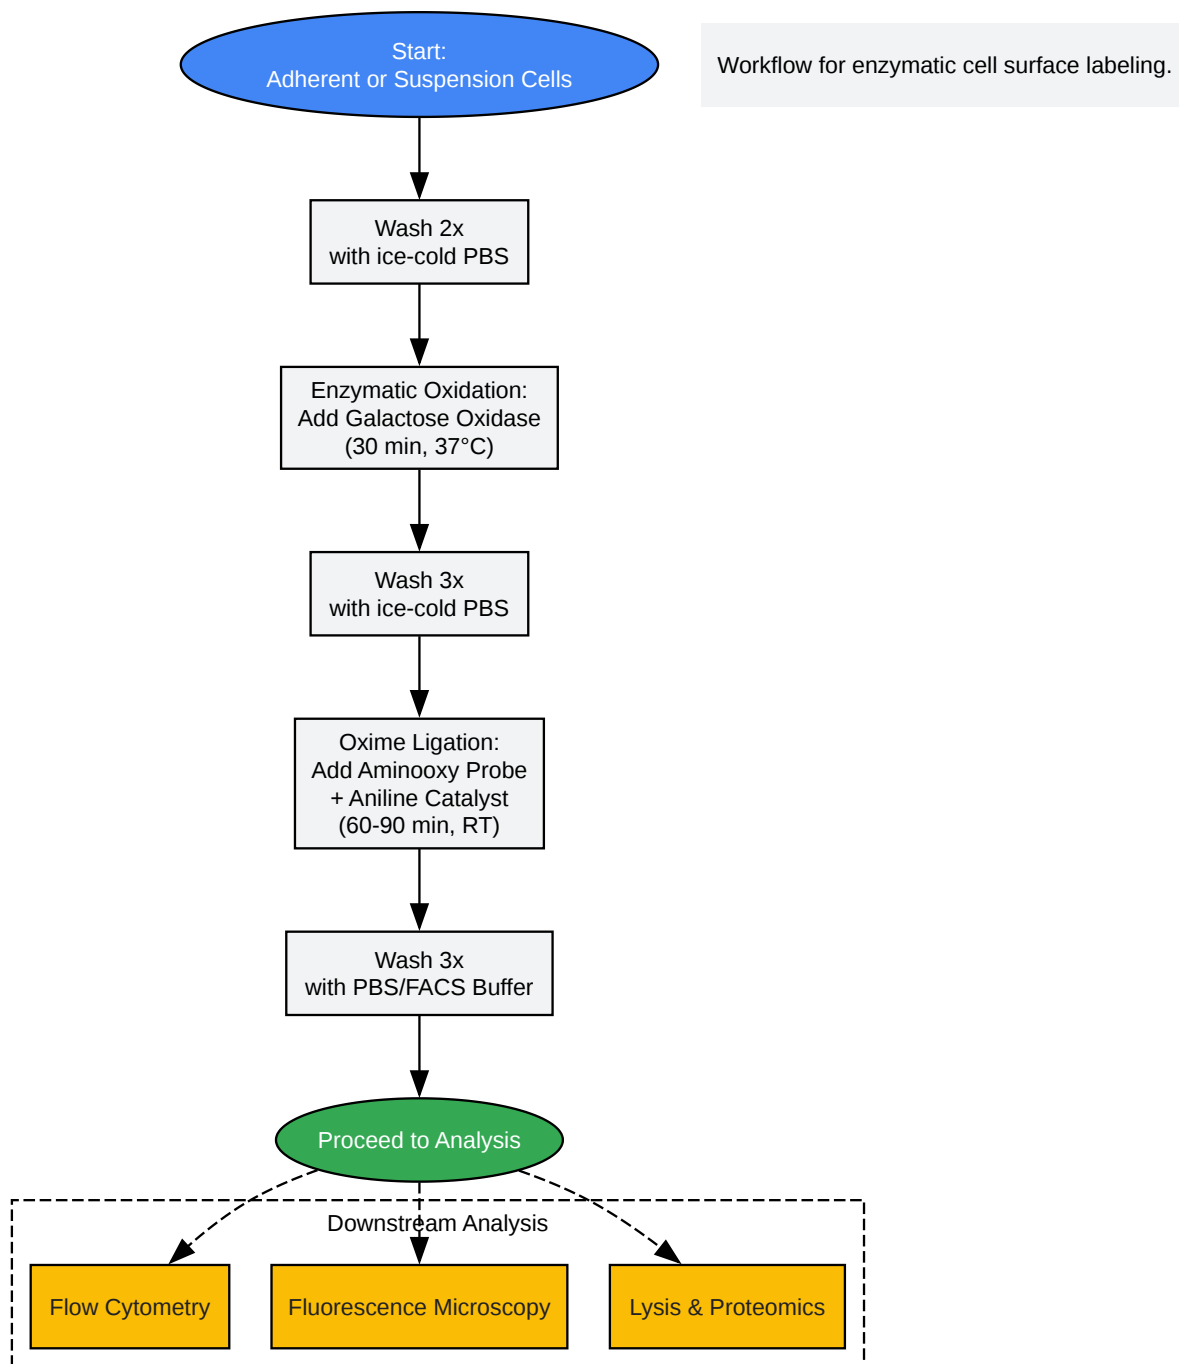 Start:
Adherent or Suspension Cells
Workflow for enzymatic cell surface labeling.
Wash 2x
with ice-cold PBS
Enzymatic Oxidation:
Add Galactose Oxidase
(30 min, 37°C)
Wash 3x
with ice-cold PBS
Oxime Ligation:
Add Aminooxy Probe
+ Aniline Catalyst
(60-90 min, RT)
Wash 3x
with PBS/FACS Buffer
Proceed to Analysis
Downstream Analysis
Flow Cytometry
Fluorescence Microscopy
Lysis & Proteomics